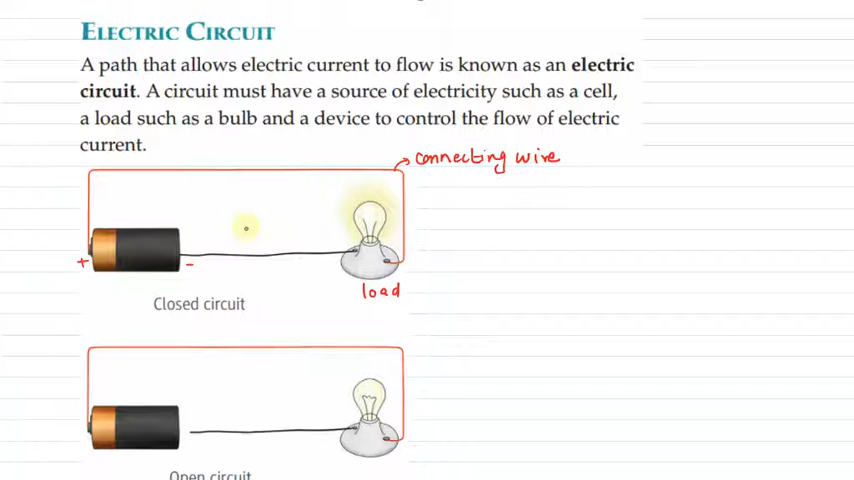 ELECTRIC CIRCUIT
A path that allows electric current to flow is known as an electric
circuit. A circuit must have a source of electricity such as a cell,
a load such as a bulb and a device to control the flow of electric
current.
connecting wire
+ -
load
Closed circuit
Open circuit